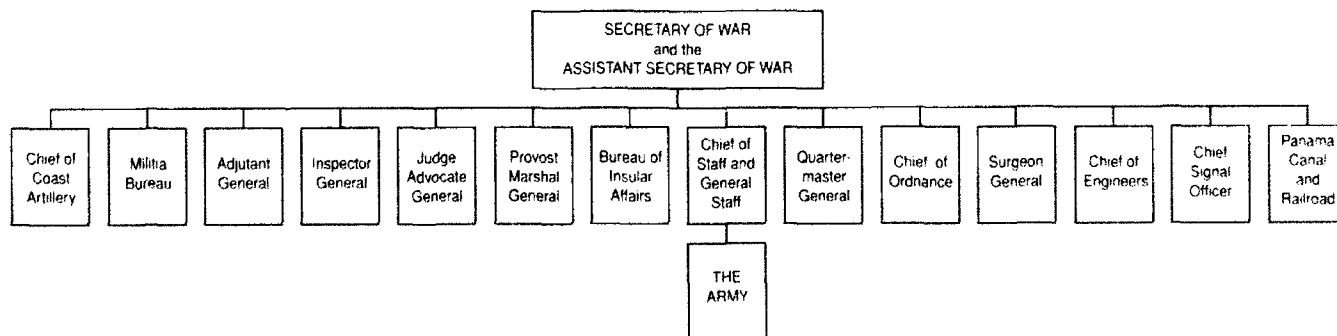 SECRETARY OF WAR
and the
ASSISTANT SECRETARY OF WAR
Chief of
Coast
Artillery
Militia
Bureau
Adjutant
General
Inspector
General
Judge
Advocate
General
Provost
Marshal
General
Bureau of
Insular
Affairs
Chief of
Staff and
General
Staff
Quarter-
master
General
Chief of
Ordnance
Surgeon
General
Chief of
Engineers
Chief
Signal
Officer
Panama
Canal
and
Railroad
THE
ARMY